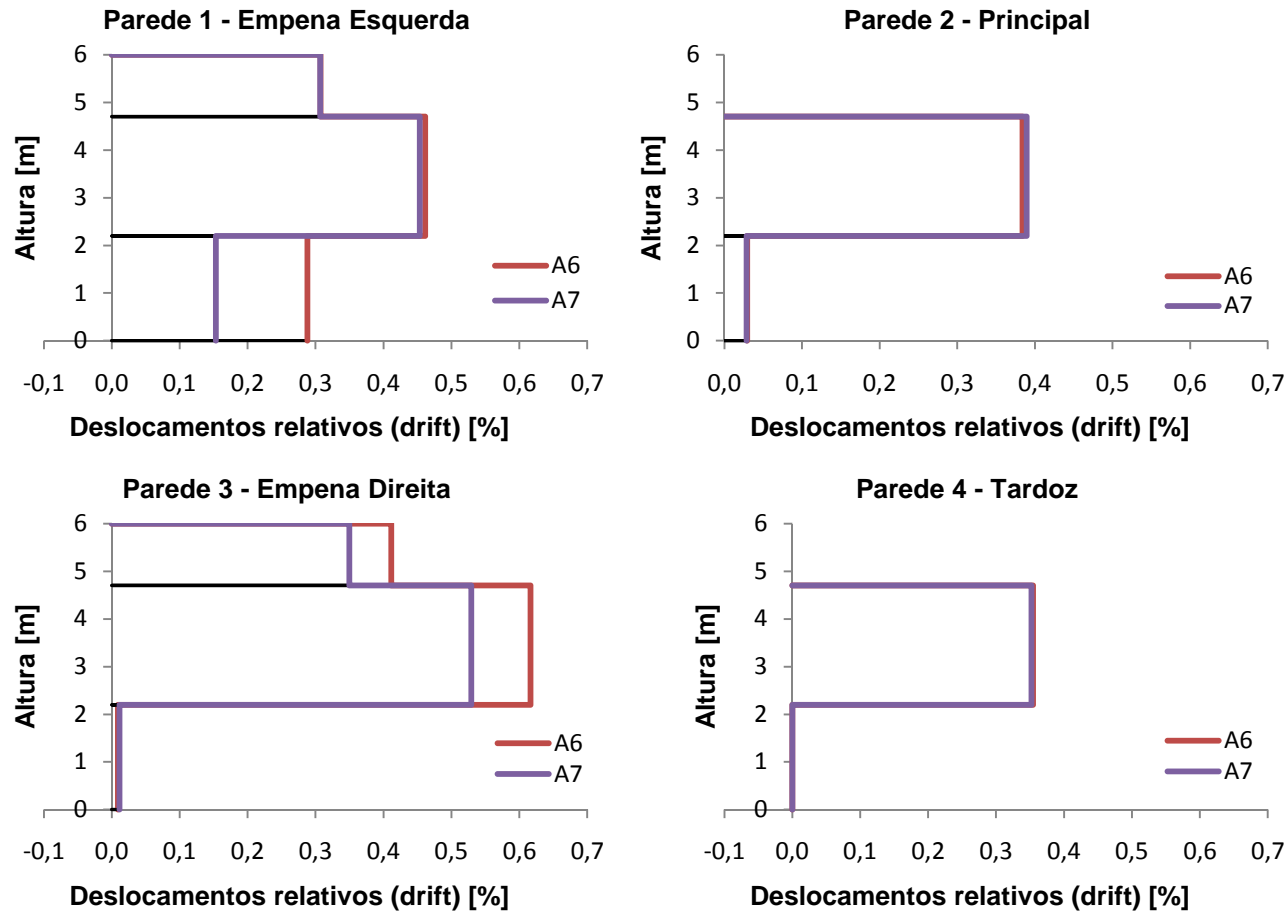 Parede 1 - Empena Esquerda
6
5
4
3
2
1
0
Altura [m]
A6
A7
-0,1 0,0 0,1 0,2 0,3 0,4 0,5 0,6 0,7
Deslocamentos relativos (drift) [%]
Parede 2 - Principal
6
5
4
3
2
1
0
Altura [m]
A6
A7
0,0 0,1 0,2 0,3 0,4 0,5 0,6 0,7
Deslocamentos relativos (drift) [%]
Parede 3 - Empena Direita
6
5
4
3
2
1
0
Altura [m]
A6
A7
-0,1 0,0 0,1 0,2 0,3 0,4 0,5 0,6 0,7
Deslocamentos relativos (drift) [%]
Parede 4 - Tardoz
6
5
4
3
2
1
0
Altura [m]
A6
A7
-0,1 0,0 0,1 0,2 0,3 0,4 0,5 0,6 0,7
Deslocamentos relativos (drift) [%]